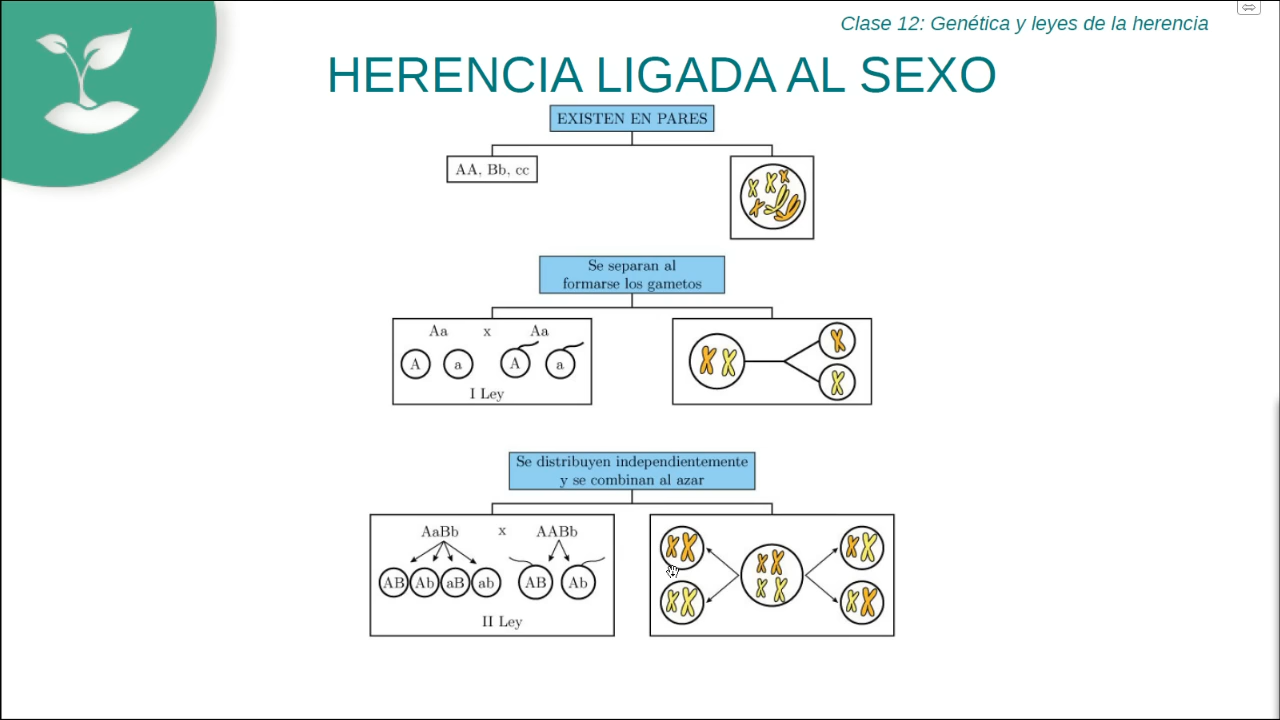 Clase 12: Genética y leyes de la herencia
HERENCIA LIGADA AL SEXO
EXISTEN EN PARES
AA, Bb, cc
Se separan al
formarse los gametos
Aa x Aa
A a A a
I Ley
Se distribuyen independientemente
y se combinan al azar
AaBb x AABb
AB Ab aB ab AB Ab
II Ley